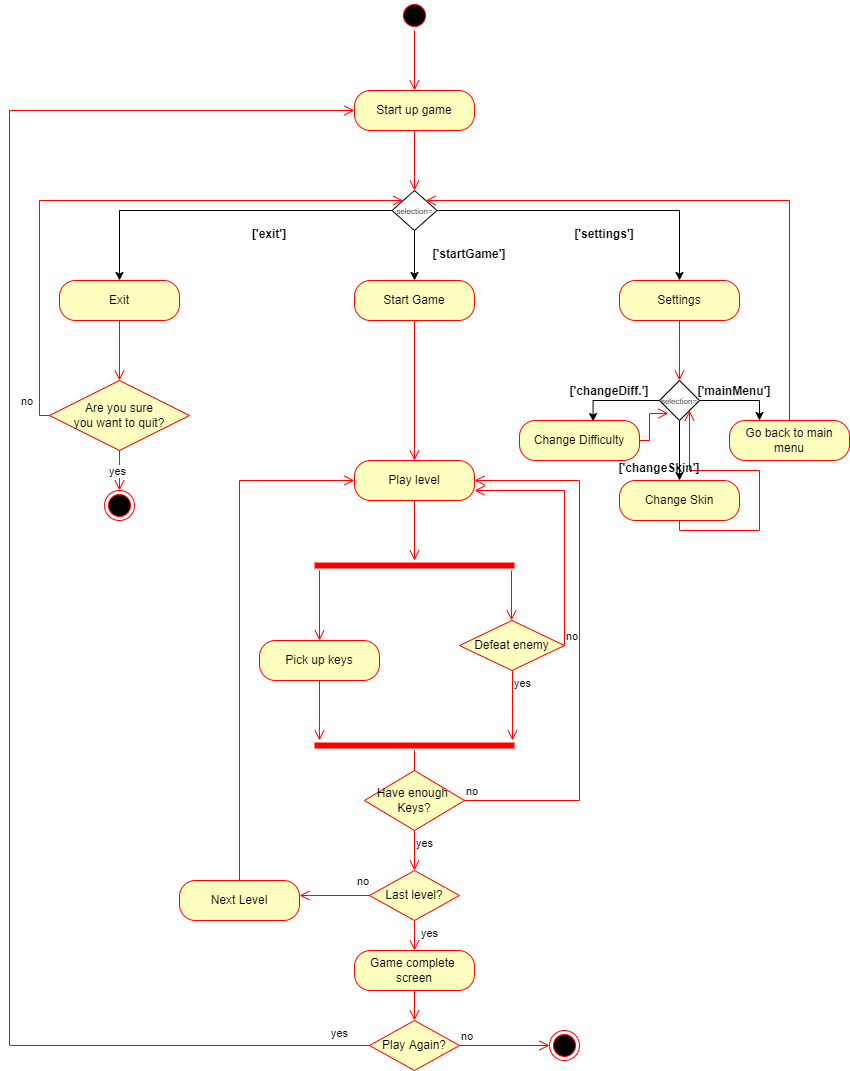 Start up game
selection=
['exit']
['startGame']
['settings']
Exit
Start Game
Settings
no
Are you sure
you want to quit?
yes
['changeDiff.']
selection=
['mainMenu']
Change Difficulty
Go back to main
menu
['changeSkin']
Change Skin
Play level
Pick up keys
Defeat enemy
no
yes
Have enough
Keys?
no
yes
Last level?
no
Next Level
yes
Game complete
screen
Play Again?
yes
no